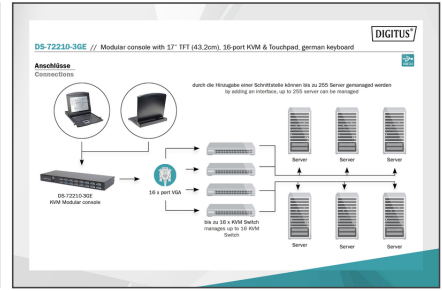 DIGITUS®
DS-72210-3GE // Modular console with 17" TFT (43,2cm), 16-port KVM & Touchpad, german keyboard
Anschlüsse
Connections
durch die Hinzugabe einer Schnittstelle können bis zu 255 Server gemanaged werden
by adding an interface, up to 255 server can be managed
Server
Server
Server
DS-72210-3GE
KVM Modular console
16 x port VGA
bis zu 16 x KVM Switch
manages up to 16 KVM
Switch
Server
Server
Server